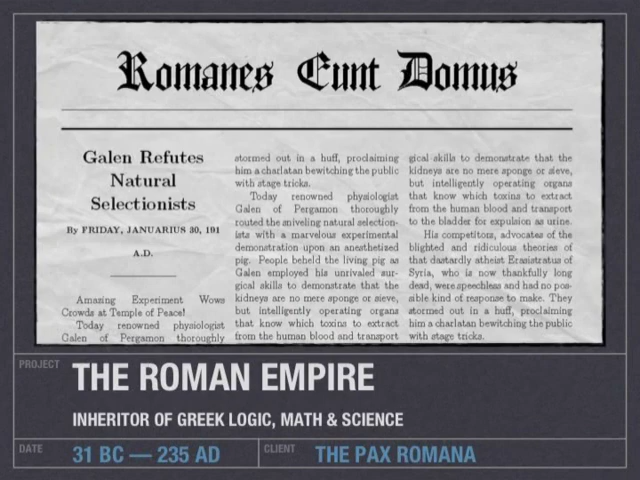 Romanes Eunt Domus
Galen Refutes
Natural
Selectionists
By FRIDAY, JANUARIUS 30, 191
A.D.
Amazing Experiment Wows
Crowds at Temple of Peace!
Today renowned physiologist
Galen of Pergamon thoroughly
stormed out in a huff, proclaiming
him a charlatan bewitching the public
with stage tricks.
Today renowned physiologist
Galen of Pergamon thoroughly
routed the sniveling natural selection-
ists with a marvelous experimental
demonstration upon an anesthetized
pig. People beheld the living pig as
Galen employed his unrivaled sur-
gical skills to demonstrate that the
kidneys are no mere sponge or sieve,
but intelligently operating organs
that know which toxins to extract
from the human blood and transport
gical skills to demonstrate that the
kidneys are no mere sponge or sieve,
but intelligently operating organs
that know which toxins to extract
from the human blood and transport
to the bladder for expulsion as urine.
His competitors, advocates of the
blighted and ridiculous theories of
that dastardly atheist Erasistratus of
Syria, who is now thankfully long
dead, were speechless and had no pos-
sible kind of response to make. They
stormed out in a huff, proclaiming
him a charlatan bewitching the public
with stage tricks.
PROJECT
THE ROMAN EMPIRE
INHERITOR OF GREEK LOGIC, MATH & SCIENCE
DATE
31 BC — 235 AD
CLIENT
THE PAX ROMANA